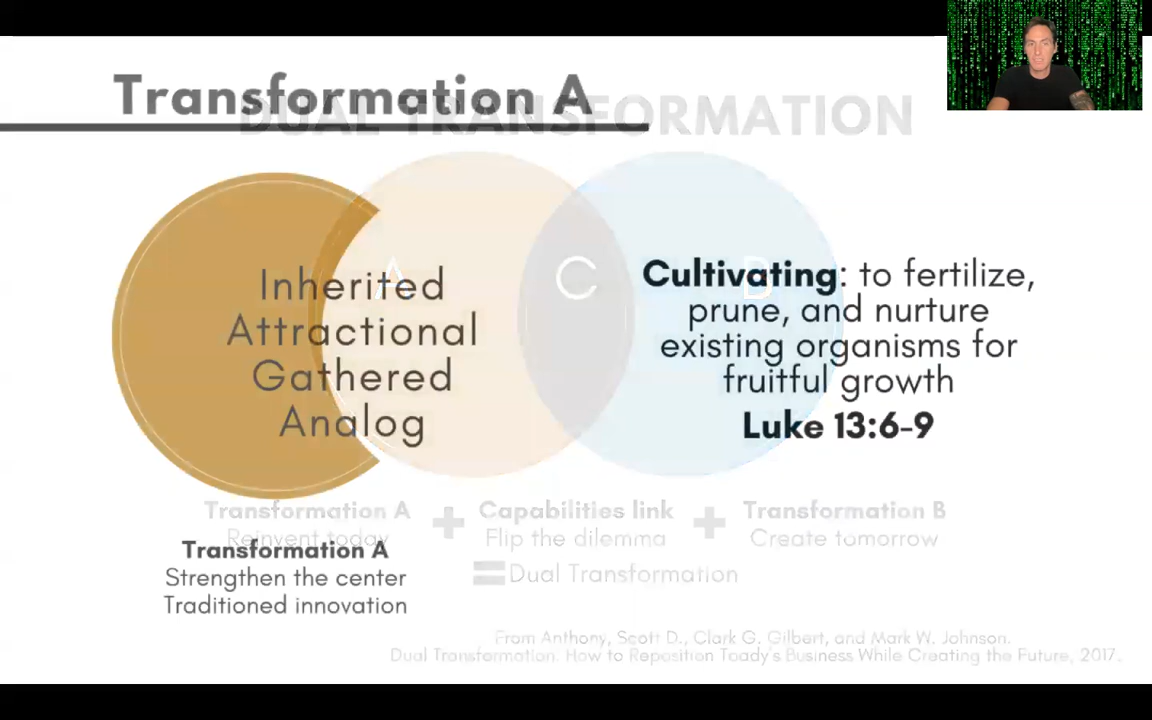 Transformation A
DUAL TRANSFORMATION
A
C
B
Inherited
Attractional
Gathered
Analog
Cultivating: to fertilize,
prune, and nurture
existing organisms for
fruitful growth
Luke 13:6-9
Transformation A + Capabilities link + Transformation B
Reinvent today Flip the dilemma Create tomorrow
=Dual Transformation
Transformation A
Strengthen the center
Traditioned innovation
From Anthony, Scott D., Clark G. Gilbert, and Mark W. Johnson.
Dual Transformation: How to Reposition Toady's Business While Creating the Future, 2017.